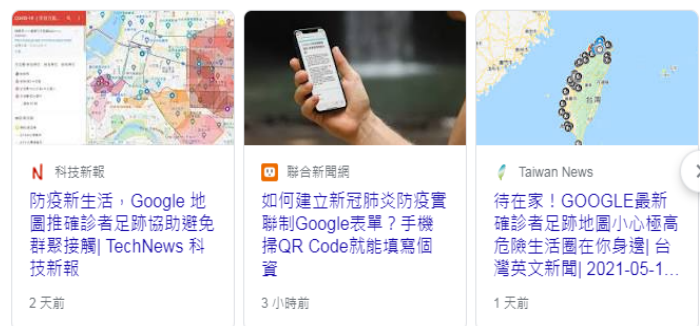 科技新報
防疫新生活，Google 地
圖推確診者足跡協助避免
群聚接觸| TechNews 科
技新報
2 天前
聯合新聞網
如何建立新冠肺炎防疫實
聯制Google表單？手機
掃QR Code就能填寫個
資
3 小時前
台灣
Taiwan News
待在家！GOOGLE最新
確診者足跡地圖小心極高
危險生活圈在你身邊| 台
灣英文新聞| 2021-05-1...
1 天前